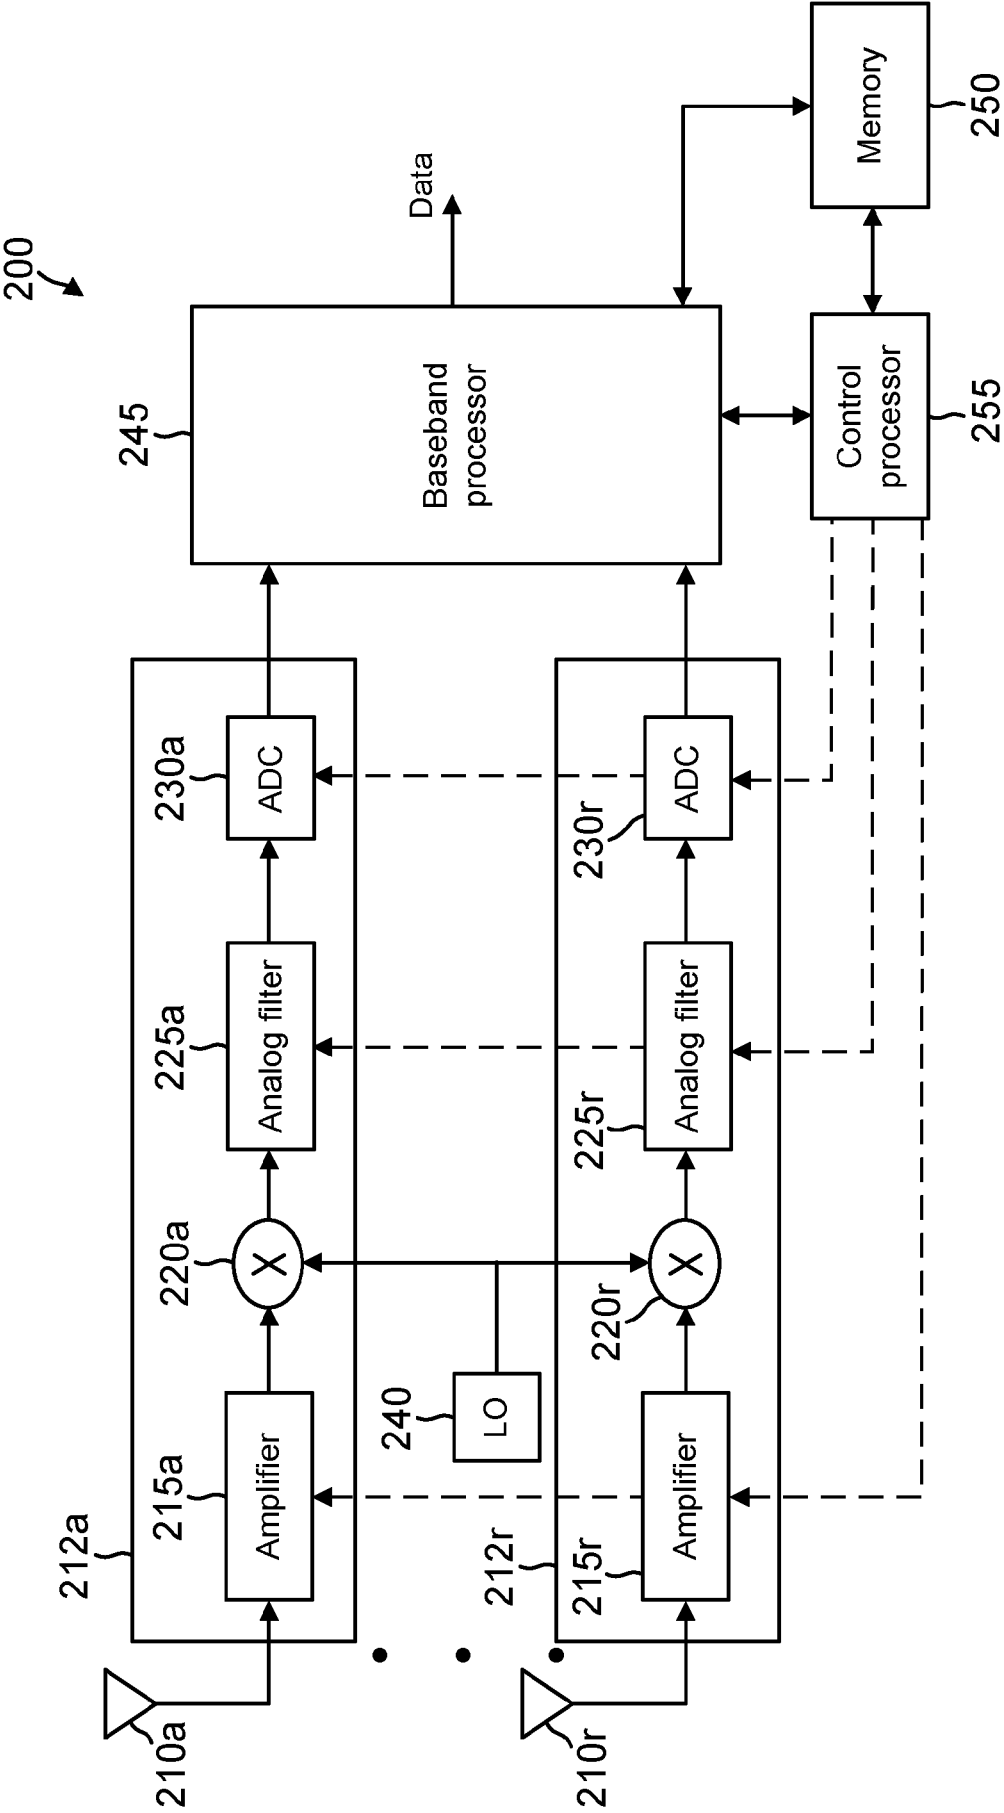 200
245
Baseband
processor
Data
Memory
250
Control
processor
255
212a
210a
215a
Amplifier
220a
X
225a
Analog filter
230a
ADC
240
LO
212r
210r
215r
Amplifier
220r
X
225r
Analog filter
230r
ADC